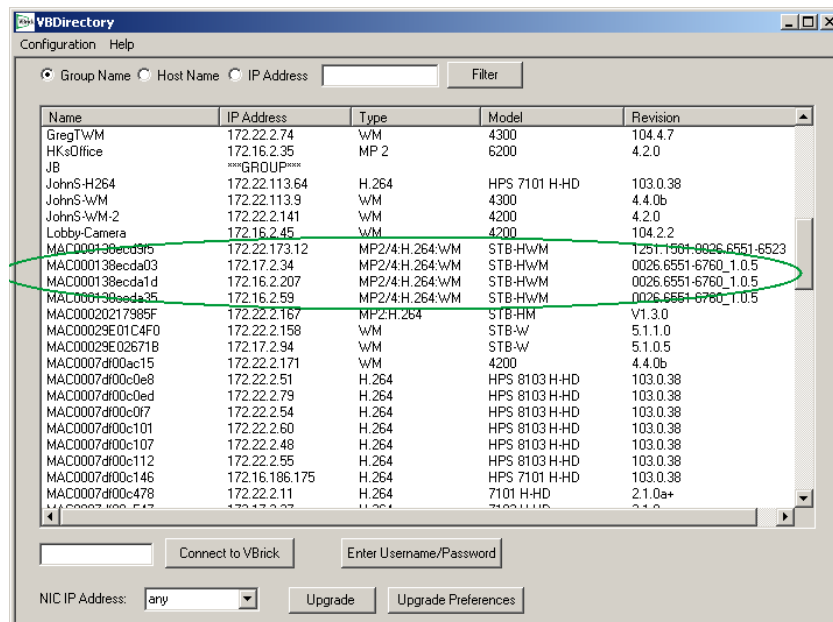 VBDirectory
Configuration Help
Group Name Host Name IP Address Filter
Name IP Address Type Model Revision
GregTWM 172.22.2.74 WM 4300 104.4.7
HKsOffice 172.16.2.35 MP 2 6200 4.2.0
JB ***GROUP***
JohnS-H264 172.22.113.64 H.264 HPS 7101 H-HD 103.0.38
JohnS-WM 172.22.113.9 WM 4300 4.4.0b
JohnS-WM-2 172.22.2.141 WM 4200 4.2.0
Lobby-Camera 172.16.2.45 WM 4200 104.2.2
MAC000138ecd9f5 172.22.173.12 MP2/4:H.264:WM STB-HWM 1251.1501-0026.6551-6523
MAC000138ecda03 172.17.2.34 MP2/4:H.264:WM STB-HWM 0026.6551-6760_1.0.5
MAC000138ecda1d 172.16.2.207 MP2/4:H.264:WM STB-HWM 0026.6551-6760_1.0.5
MAC000138ecda35 172.16.2.59 MP2/4:H.264:WM STB-HWM 0026.6551-6760_1.0.5
MAC00020217985F 172.22.2.167 MP2:H.264 STB-HM V1.3.0
MAC00029E01C4F0 172.22.2.158 WM STB-W 5.1.1.0
MAC00029E02671B 172.17.2.94 WM STB-W 5.1.0.5
MAC0007df00ac15 172.22.2.171 WM 4200 4.4.0b
MAC0007df00c0e8 172.22.2.51 H.264 HPS 8103 H-HD 103.0.38
MAC0007df00c0ed 172.22.2.79 H.264 HPS 8103 H-HD 103.0.38
MAC0007df00c0f7 172.22.2.54 H.264 HPS 8103 H-HD 103.0.38
MAC0007df00c101 172.22.2.60 H.264 HPS 8103 H-HD 103.0.38
MAC0007df00c107 172.22.2.48 H.264 HPS 8103 H-HD 103.0.38
MAC0007df00c112 172.22.2.55 H.264 HPS 8103 H-HD 103.0.38
MAC0007df00c146 172.16.186.175 HPS 7101 H-HD 103.0.38
MAC0007df00c478 172.22.2.11 H.264 7101 H-HD 2.1.0a+
Connect to VBrick Enter Username/Password
NIC IP Address: any Upgrade Upgrade Preferences